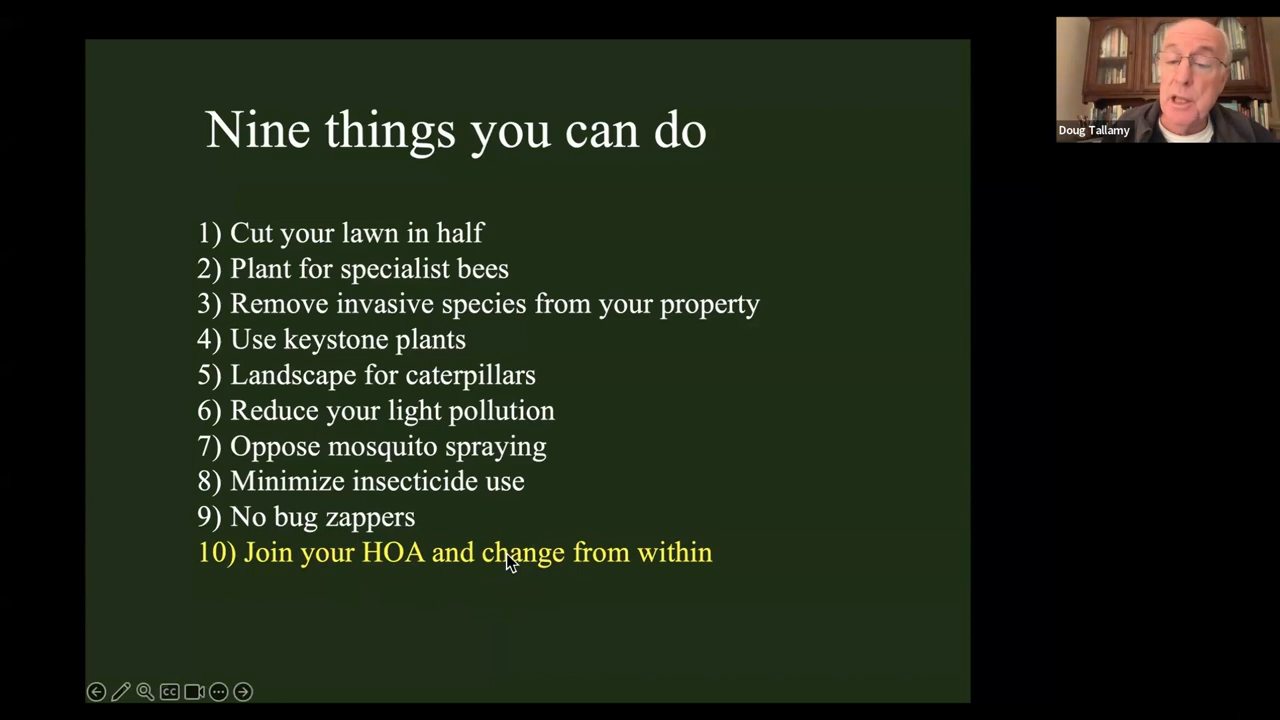 Nine things you can do
1) Cut your lawn in half
2) Plant for specialist bees
3) Remove invasive species from your property
4) Use keystone plants
5) Landscape for caterpillars
6) Reduce your light pollution
7) Oppose mosquito spraying
8) Minimize insecticide use
9) No bug zappers
10) Join your HOA and change from within
CC
Doug Tallamy